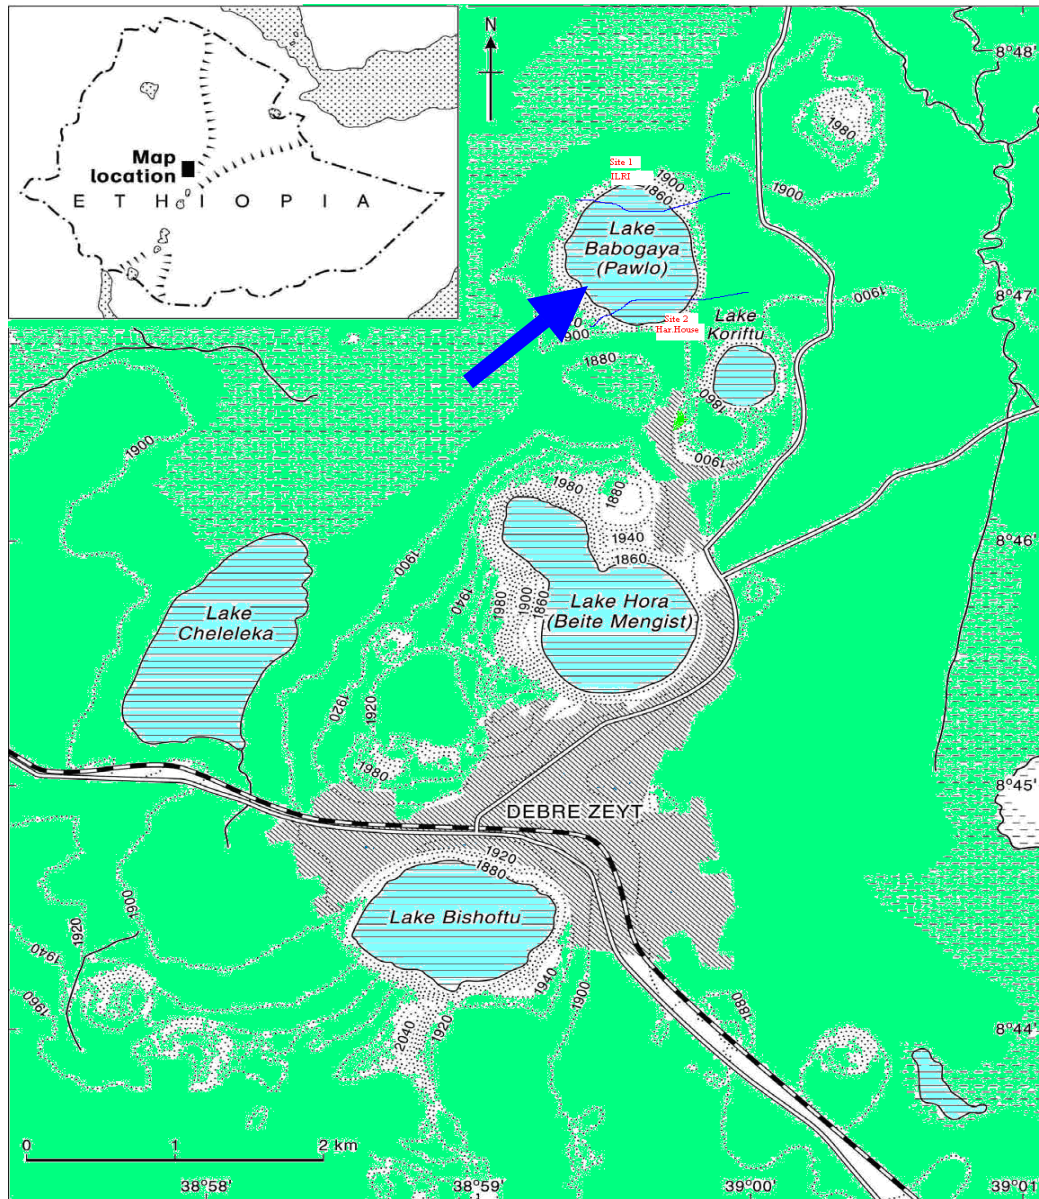 N
8°48'
1980
1900
Map
location
E T H I O P I A
Site 1
ILRI
1900
1860
Lake
Babogaya
(Pawlo)
8°47'
1900
Site 2
Har.House
Lake
Koriftu
1900
1880
1860
1900
1900
1980
1880
1940
1860
8°46'
1900
1940
1980
1900
1860
Lake Hora
(Beite Mengist)
Lake
Cheleleka
1920
1920
1980
8°45'
DEBRE ZEYT
1920
1880
Lake Bishoftu
1900
1920
1940
1960
1940
1900
2040
1920
1880
8°44'
0 1 2 km
38°58' 38°59' 39°00' 39°01'